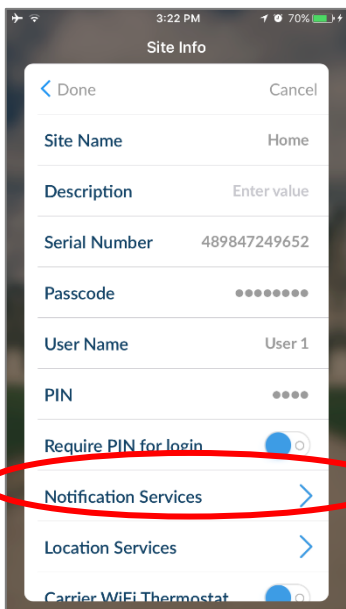 3:22 PM 70%
Site Info
Done Cancel
Site Name Home
Description Enter value
Serial Number 489847249652
Passcode ●●●●●●●●
User Name User 1
PIN ●●●●
Require PIN for login
Notification Services
Location Services
Carrier WiFi Thermostat